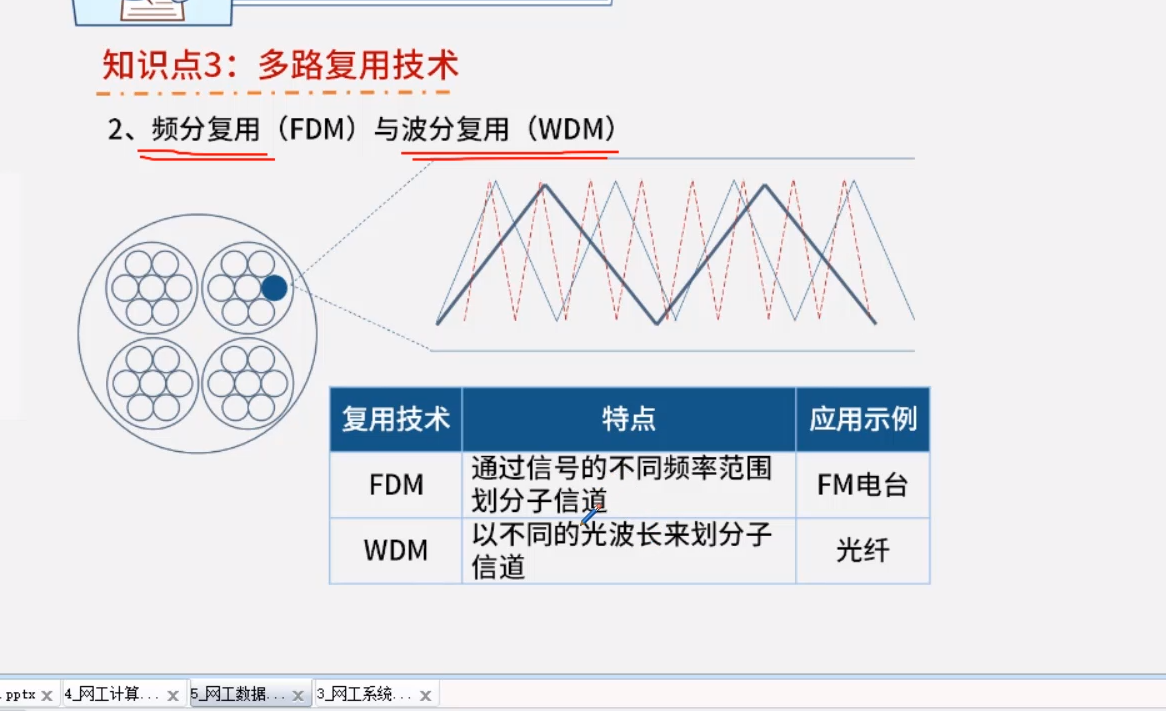 知识点3：多路复用技术
2、频分复用（FDM）与波分复用（WDM）
复用技术
特点
应用示例
FDM
通过信号的不同频率范围
划分子信道
FM电台
WDM
以不同的光波长来划分子
信道
光纤
.pptx
4_网工计算...
5_网工数据...
3_网工系统...